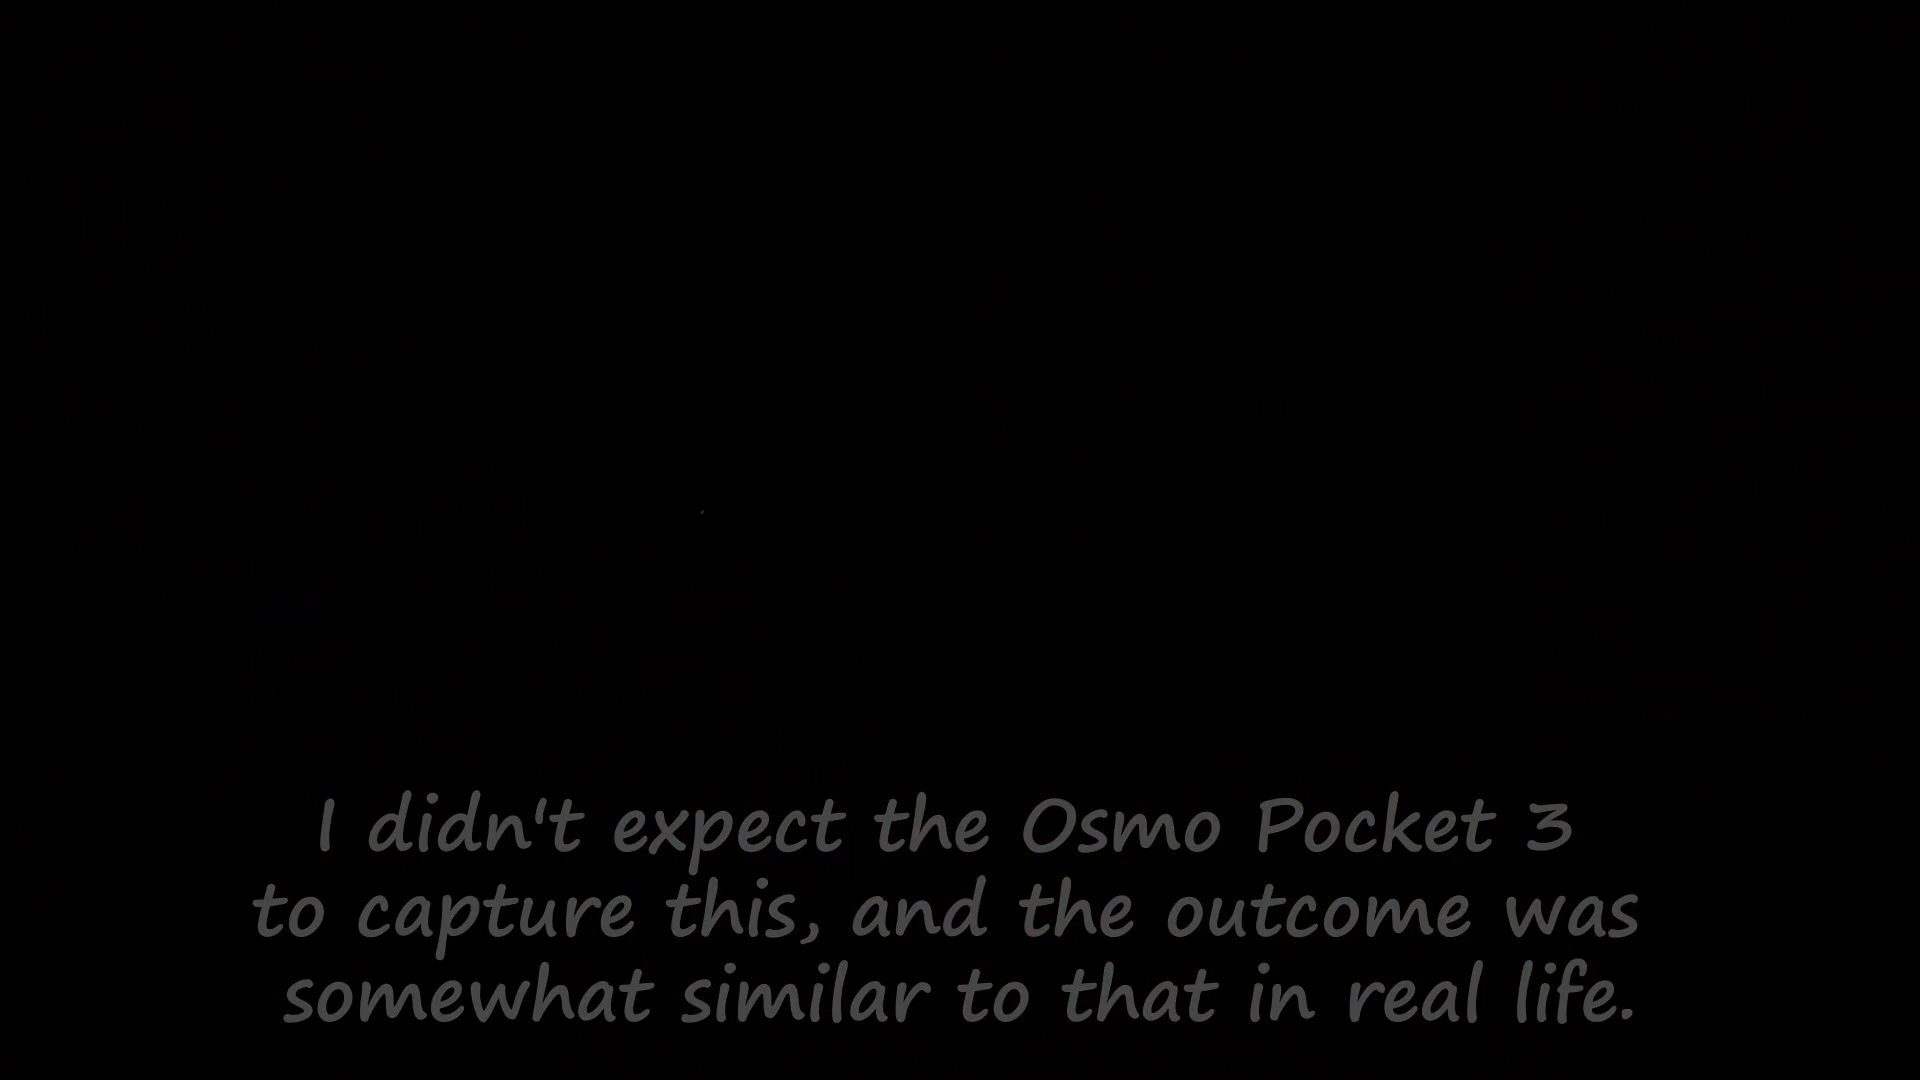 I didn't expect the Osmo Pocket 3
to capture this, and the outcome was
somewhat similar to that in real life.